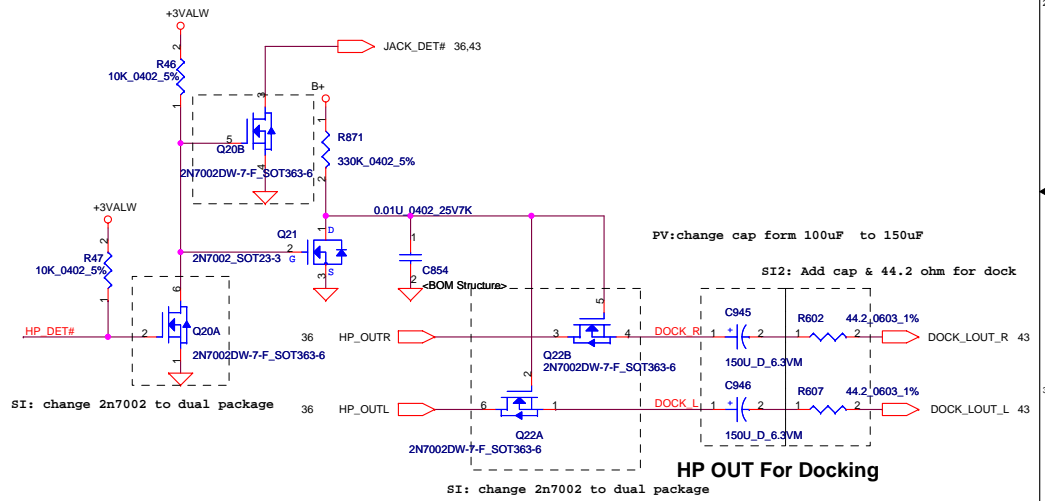 +3VALW
2
R46
10K_0402_5%
1
JACK_DET# 36,43
3
5
Q20B
4
2N7002DW-7-F_SOT363-6
B+
1
R871
330K_0402_5%
2
+3VALW
2
R47
10K_0402_5%
1
Q21
1 D
2
G
2N7002_SOT23-3
3 S
0.01U_0402_25V7K
1
C854
2
<BOM Structure>
PV:change cap form 100uF to 150uF
SI2: Add cap & 44.2 ohm for dock
HP_DET#
6
2
Q20A
1
2N7002DW-7-F_SOT363-6
SI: change 2n7002 to dual package
36 HP_OUTR
5
3
4
Q22B
2N7002DW-7-F_SOT363-6
DOCK_R
C945
1 + 2
150U_D_6.3VM
R602 44.2_0603_1%
1 2
DOCK_LOUT_R 43
36 HP_OUTL
2
6
1
Q22A
2N7002DW-7-F_SOT363-6
DOCK_L
C946
1 + 2
150U_D_6.3VM
R607 44.2_0603_1%
1 2
DOCK_LOUT_L 43
HP OUT For Docking
SI: change 2n7002 to dual package